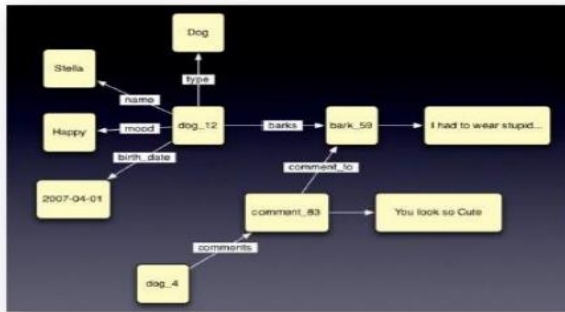 Dog
Stella
type
name
Happy
mood
dog_12
barks
bark_59
I had to wear stupid...
birth_date
comment_to
2007-04-01
comment_83
You look so Cute
comments
dog_4